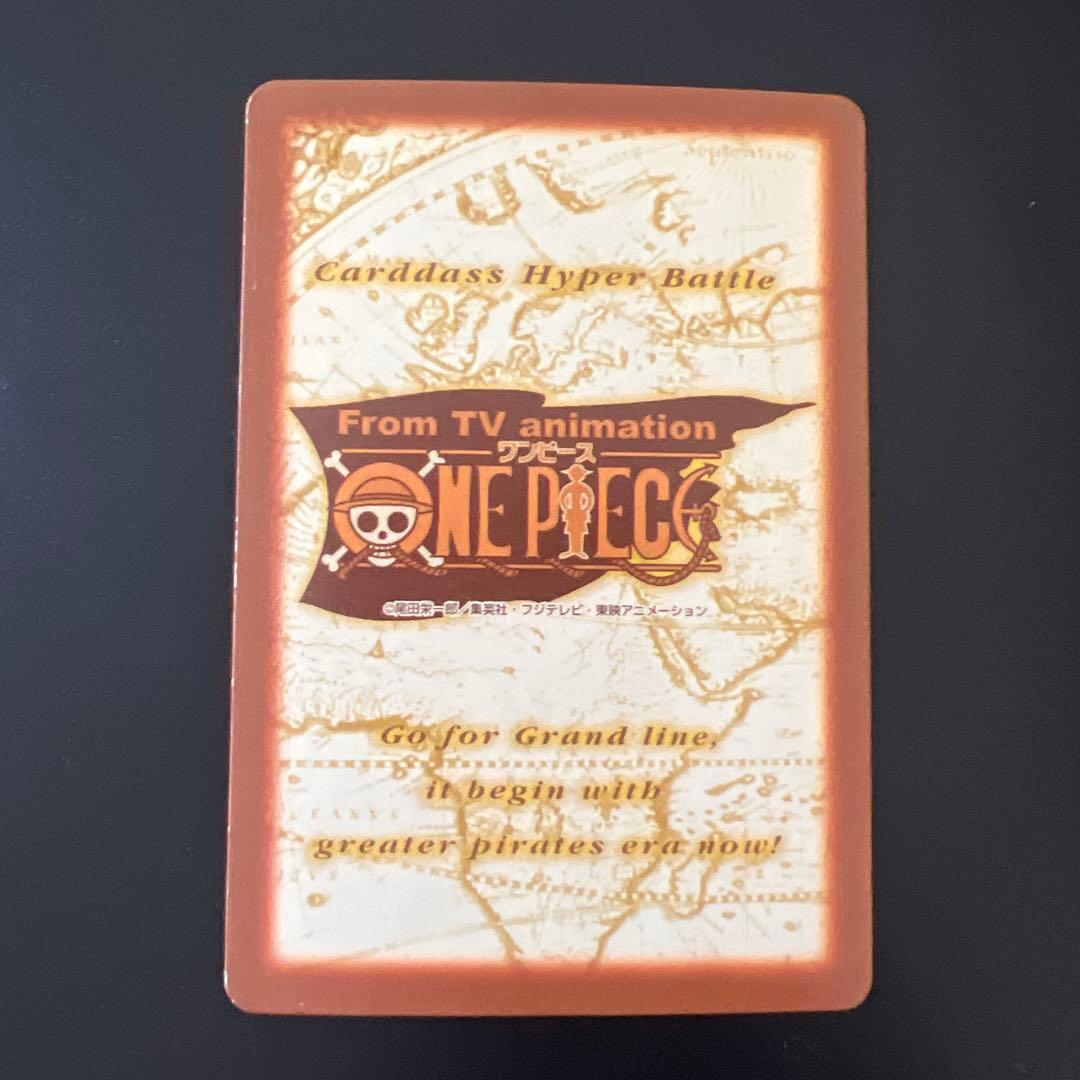 Septentrio
Carddass Hyper Battle
From TV animation
ワンピース
ONE PIECE
©尾田栄一郎／集英社・フジテレビ・東映アニメーション
Go for Grand line,
it begin with
greater pirates era now!